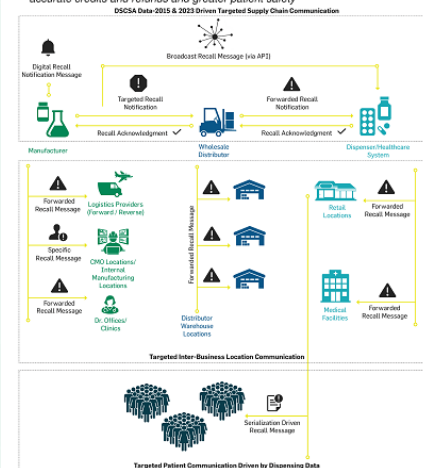 accurate credits and refunds and greater patient safety
DSCSA Data-2015 & 2023 Driven Targeted Supply Chain Communication
Broadcast Recall Message (via API)
Digital Recall
Notification Message
Targeted Recall
Notification
Forwarded Recall
Notification
Recall Acknowledgment
Recall Acknowledgment
Manufacturer
Wholesale
Distributor
Dispenser/Healthcare
System
Forwarded
Recall Message
Logistics Providers
(Forward / Reverse)
Specific
Recall Message
CMO Locations/
Internal
Manufacturing
Locations
Forwarded
Recall Message
Dr. Offices/
Clinics
Forwarded Recall Message
Distributor
Warehouse
Locations
Retail
Locations
Forwarded
Recall Message
Medical
Facilities
Forwarded
Recall Message
Targeted Inter-Business Location Communication
Serialization Driven
Recall Message
Targeted Patient Communication Driven by Dispensing Data